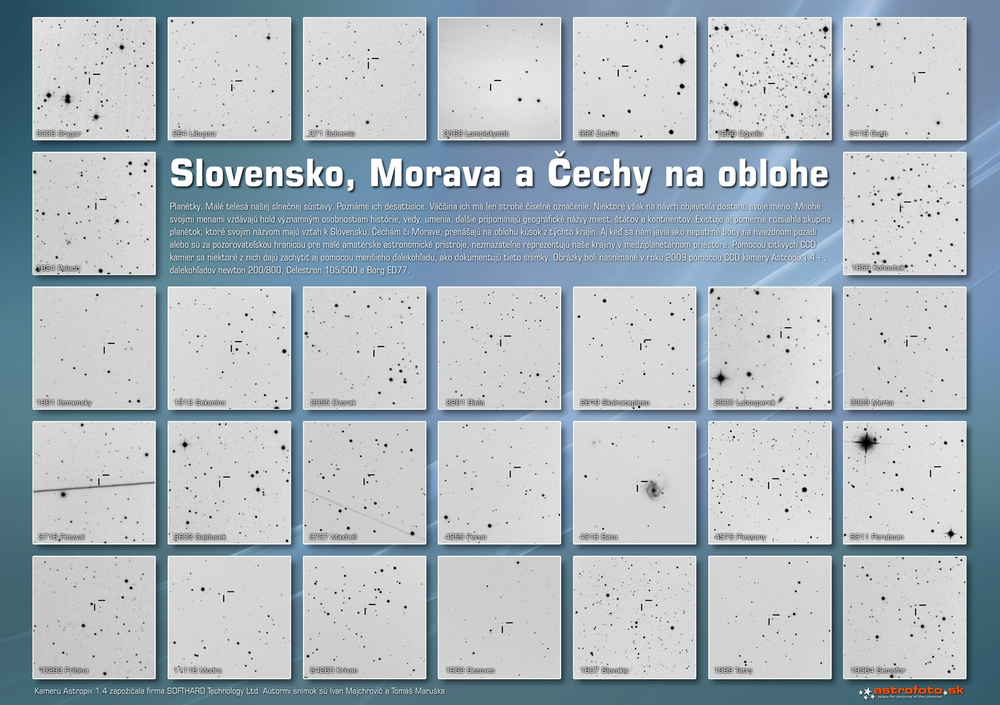 3336 Grygar
264 Libussa
371 Bohemia
3168 Lomnickystit
999 Zachia
1259 Ogyalla
3419 Guth
1834 Palach
Slovensko, Morava a Čechy na oblohe
Planétky. Malé telesá našej slnečnej sústavy. Poznáme ich desaťtisíce. Väčšina ich má len strohé číselné označenie. Niektoré však na návrh objaviteľa dostanú svoje meno. Mnohé
svojimi menami vzdávajú hold významným osobnostiam histórie, vedy, umenia, ďalšie pripomínajú geografické názvy miest, štátov a kontinentov. Existuje aj pomerne rozsiahla skupina
planétok, ktoré svojim názvom majú vzťah k Slovensku, Čechám či Morave, prenášajú na oblohu kúsok z týchto krajín. Aj keď sa nám javia ako nepatrné body na hviezdnom pozadí
alebo sú za pozorovateľskou hranicou pre malé amatérske astronomické prístroje, nezmazateľne reprezentujú naše krajiny v medziplanetárnom priestore. Pomocou citlivých CCD
kamier sa niektoré z nich dajú zachytiť aj pomocou menšieho ďalekohľadu, ako dokumentujú tieto snímky. Obrázky boli nasnímané v roku 2009 pomocou CCD kamery Astropix1.4+,
ďalekohľadov newton 200/800, Celestron 105/500 a Borg ED77.
1850 Kohoutek
1861 Komensky
1913 Sekanina
2055 Dvorak
2281 Biela
2619 Skalnatepleso
2900 Lubosperek
3303 Merta
3716 Petzval
3603 Gajdusek
3727 Maxhell
4250 Perun
4318 Bata
4573 Piestany
6311 Porubcan
10293 Pribina
11118 Modra
24260 Krivan
1963 Bezovec
1807 Slovakia
1989 Tatry
19364 Semafor
Kameru Astropix 1.4 zapožičala firma SOFTHARD Technology Ltd. Autormi snímok sú Ivan Majchrovič a Tomáš Maruška
astrofoto.sk
space for pictures of the universe